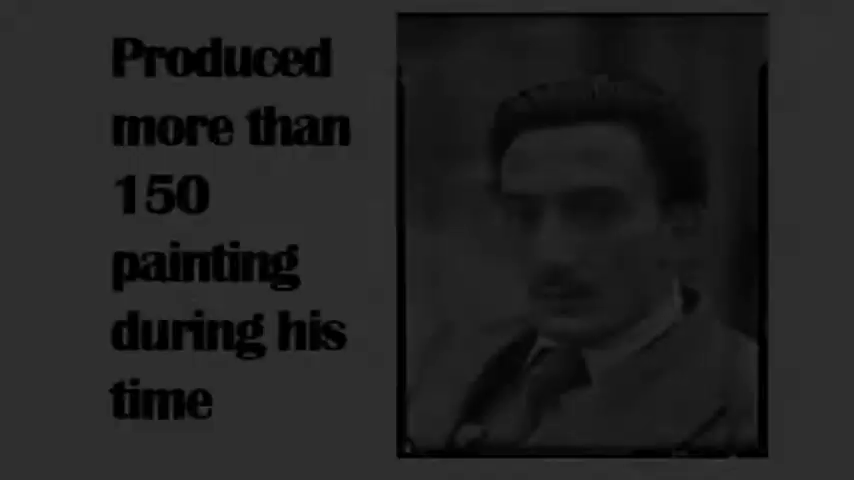 Produced
more than
150
painting
during his
time